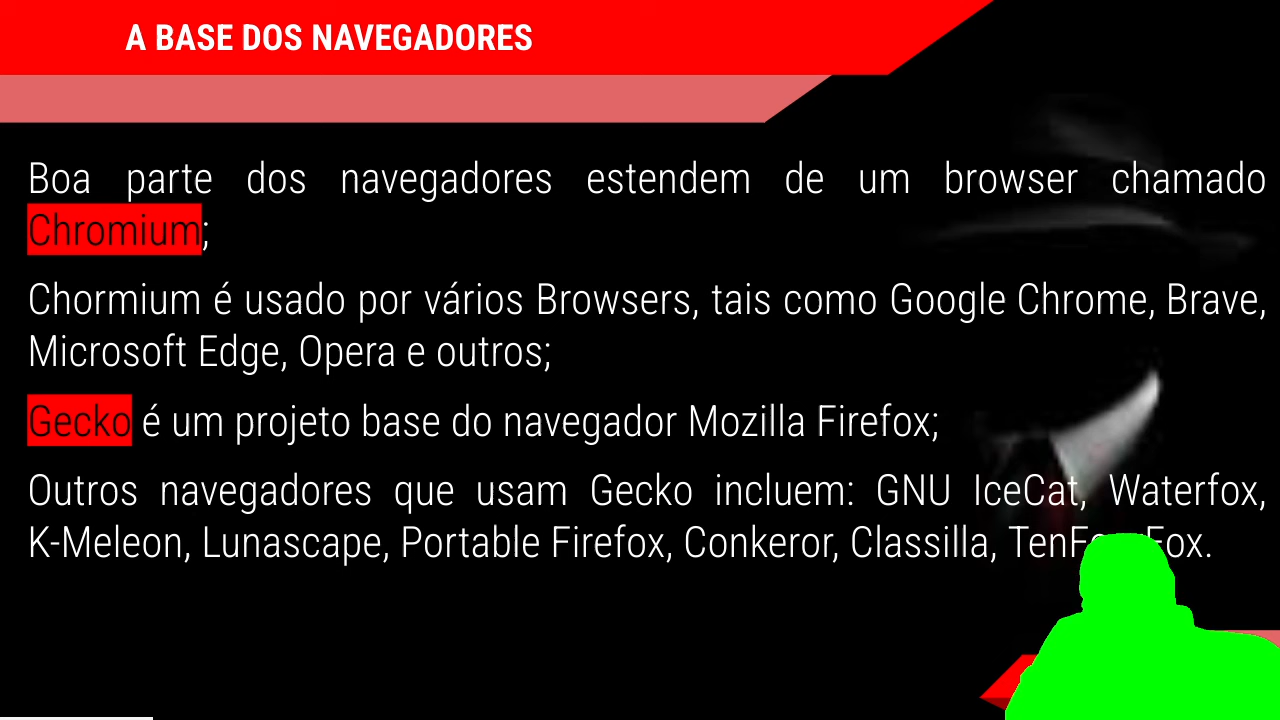 A BASE DOS NAVEGADORES
Boa parte dos navegadores estendem de um browser chamado
Chromium;
Chormium é usado por vários Browsers, tais como Google Chrome, Brave,
Microsoft Edge, Opera e outros;
Gecko é um projeto base do navegador Mozilla Firefox;
Outros navegadores que usam Gecko incluem: GNU IceCat, Waterfox,
K-Meleon, Lunascape, Portable Firefox, Conkeror, Classilla,